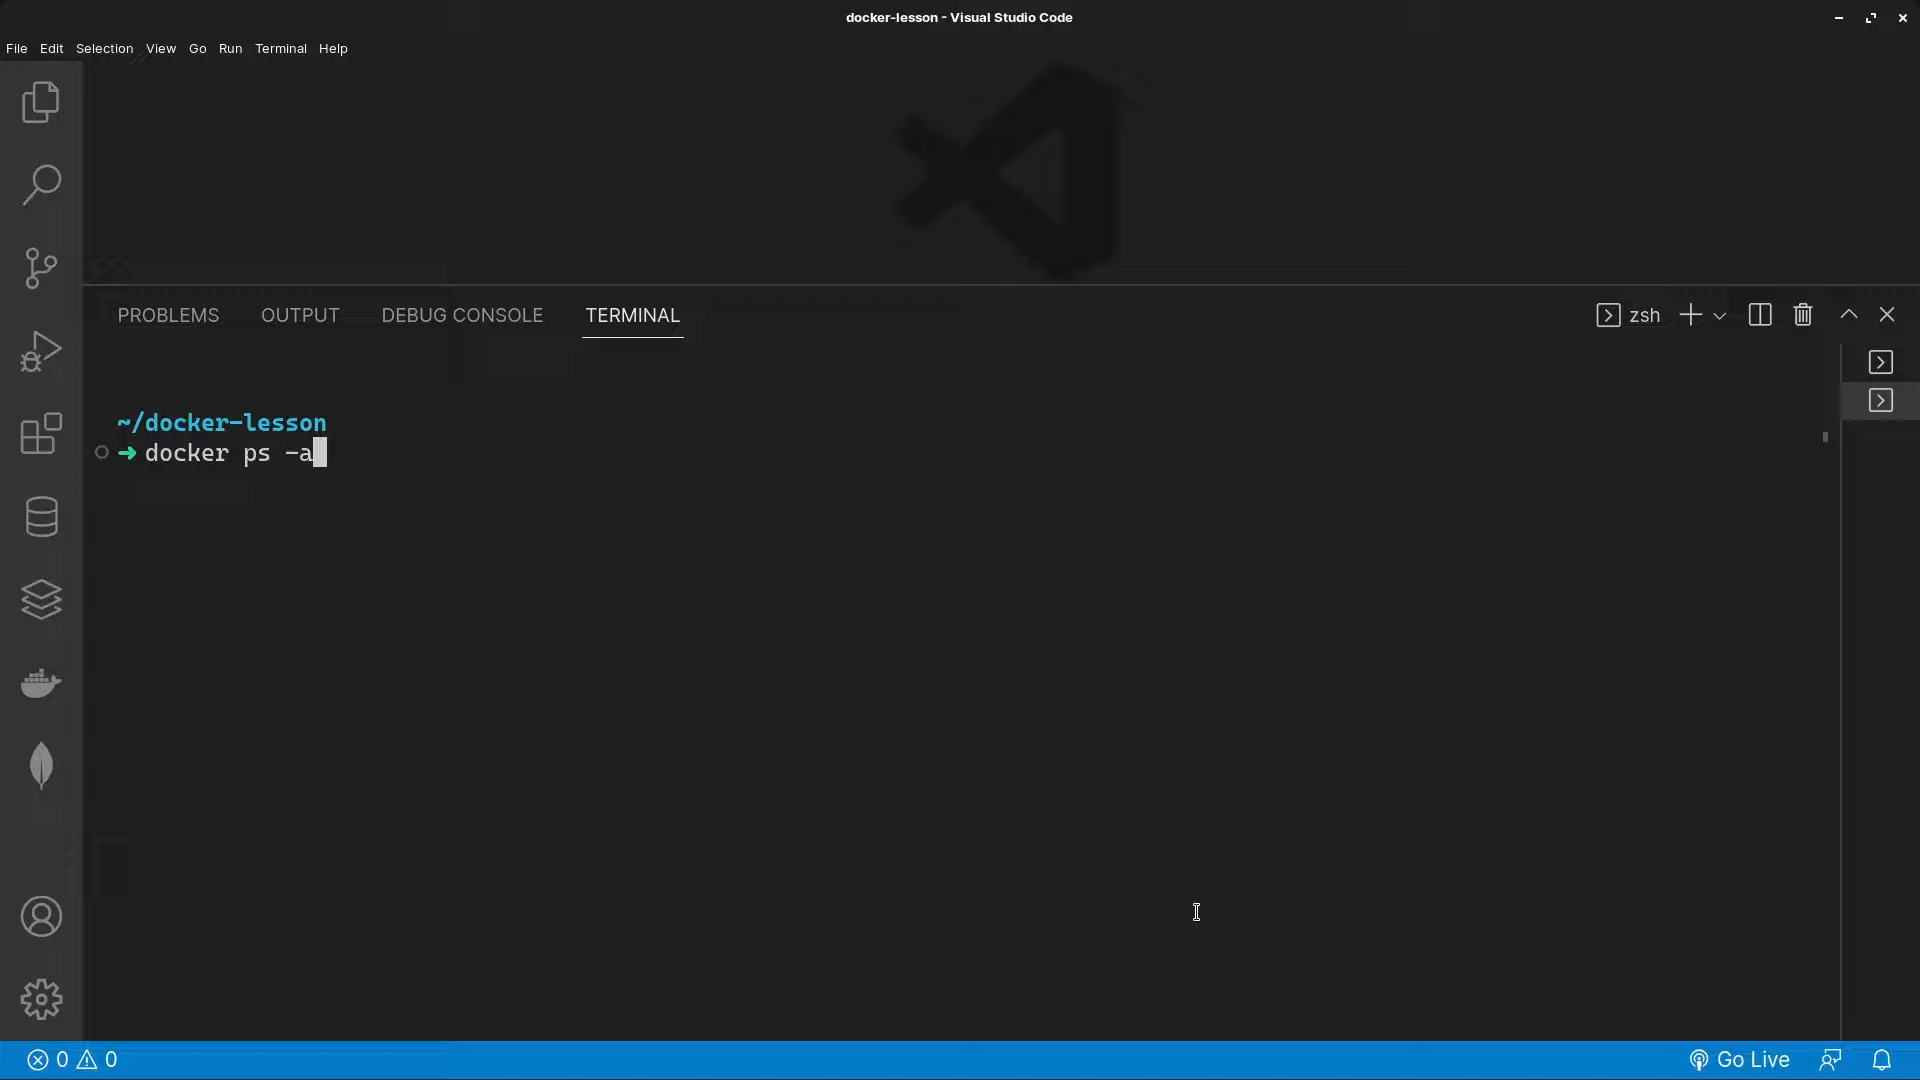 docker-lesson - Visual Studio Code
File Edit Selection View Go Run Terminal Help
PROBLEMS OUTPUT DEBUG CONSOLE TERMINAL zsh
~/docker-lesson
➜ docker ps -a
0 0 Go Live